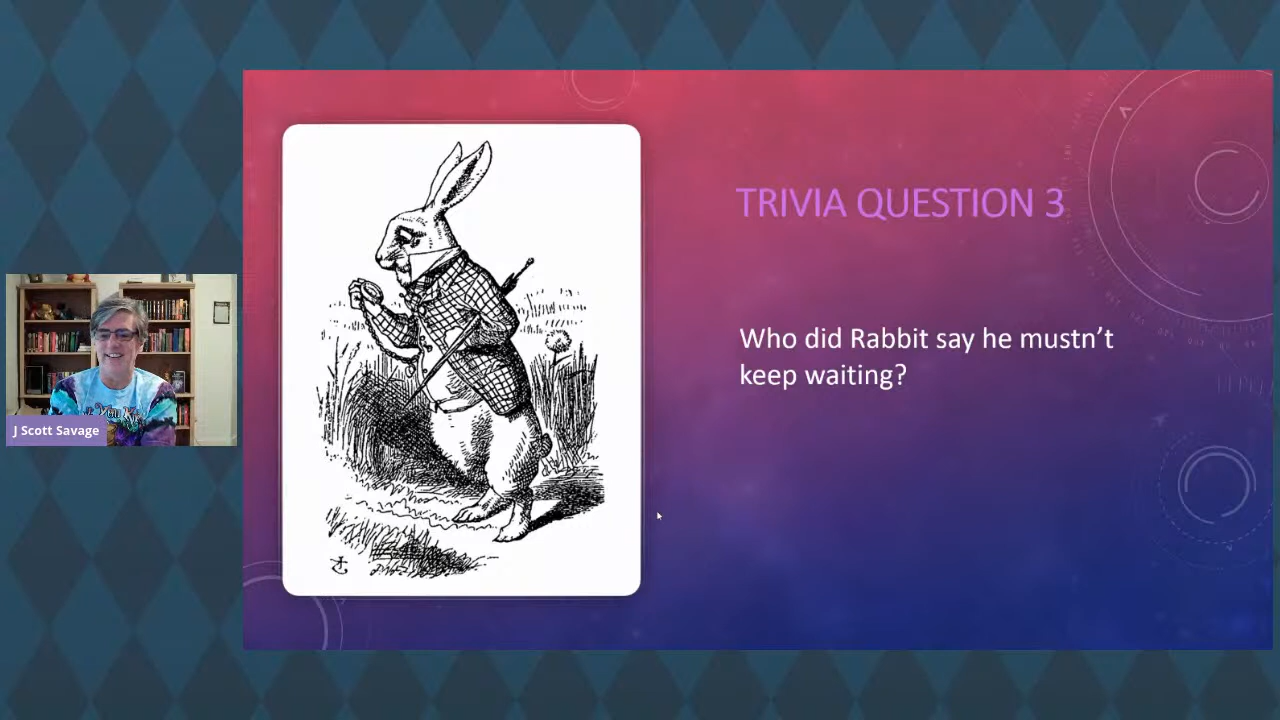 TRIVIA QUESTION 3
Who did Rabbit say he mustn’t
keep waiting?
J Scott Savage